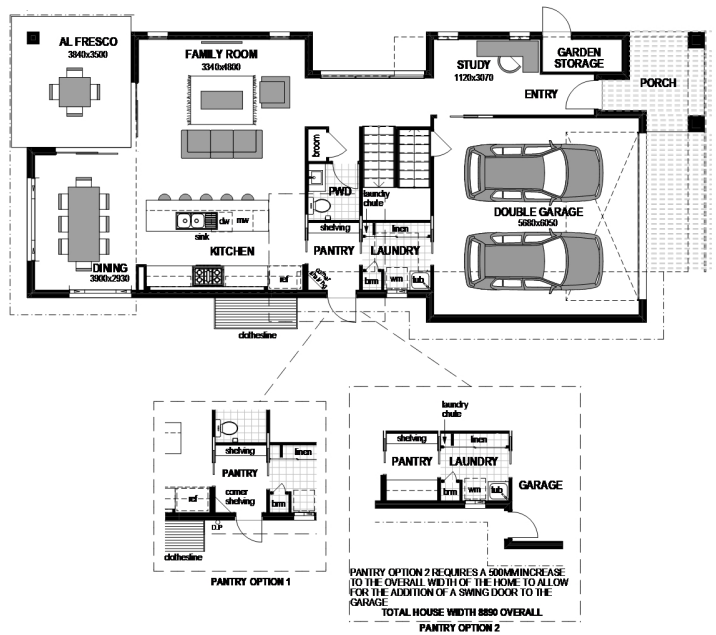 AL FRESCO
3840x3500
FAMILY ROOM
3340x4800
STUDY
1120x3070
GARDEN
STORAGE
PORCH
ENTRY
broom
PWD
laundry
chute
DOUBLE GARAGE
5680x6050
dw
mw
sink
KITCHEN
shelving
PANTRY
linen
LAUNDRY
DINING
3900x2930
ref
corner
shelving
brm
wm
tub
clothesline
shelving
linen
PANTRY
corner
shelving
ref
brm
D.P
clothesline
PANTRY OPTION 1
laundry
chute
shelving
linen
PANTRY
LAUNDRY
brm
wm
tub
GARAGE
PANTRY OPTION 2 REQUIRES A 500MM INCREASE
TO THE OVERALL WIDTH OF THE HOME TO ALLOW
FOR THE ADDITION OF A SWING DOOR TO THE
GARAGE
TOTAL HOUSE WIDTH 8890 OVERALL
PANTRY OPTION 2